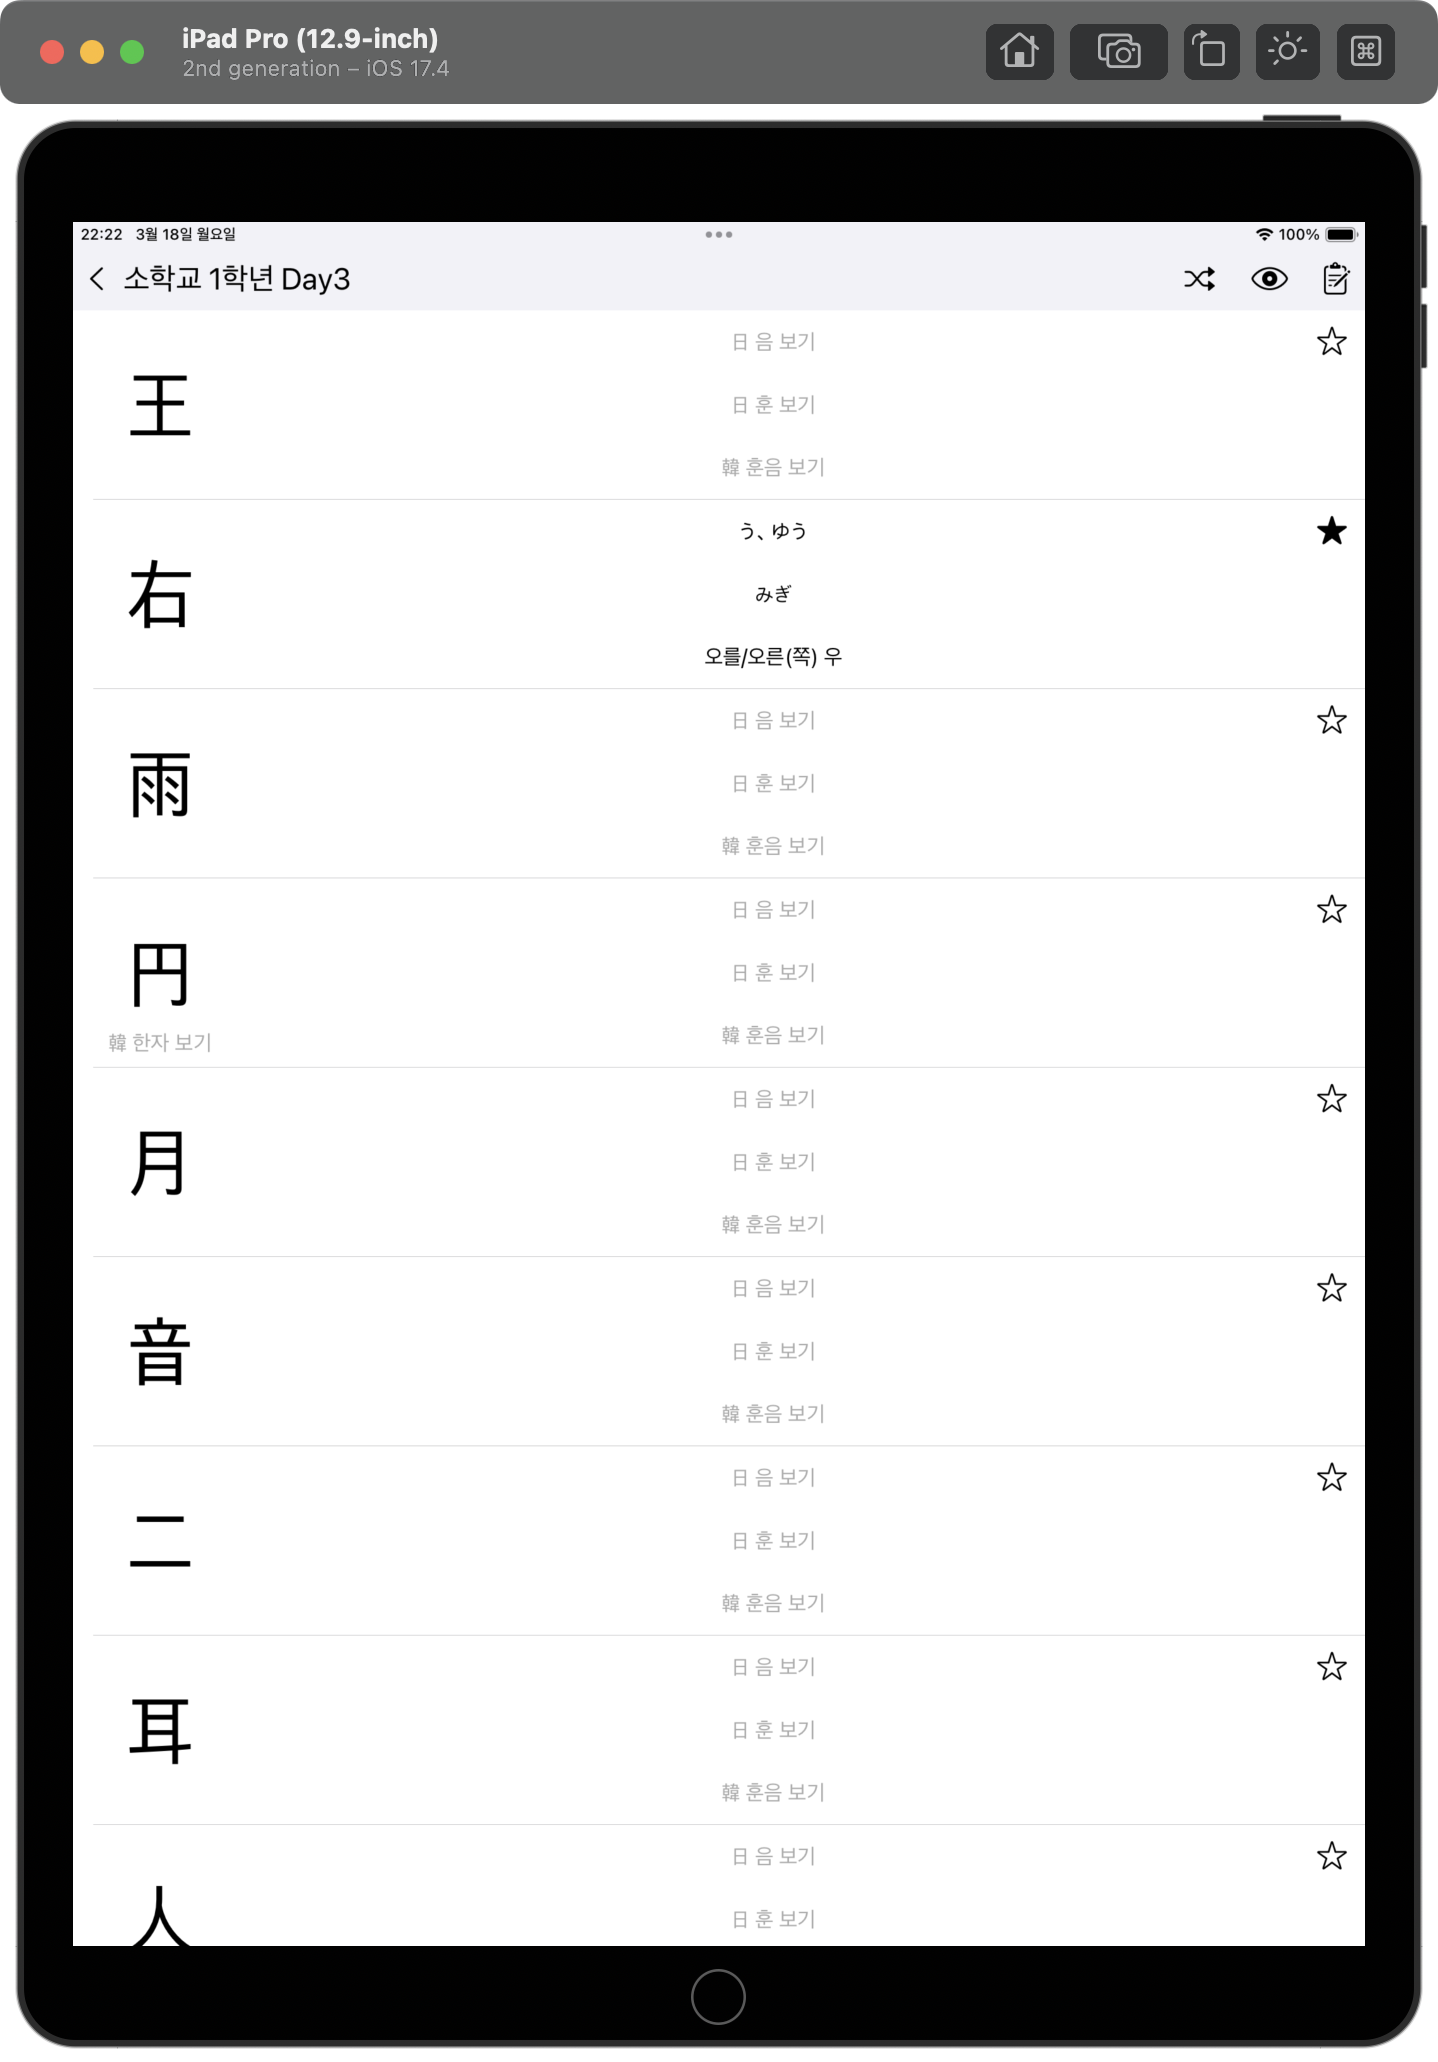 iPad Pro (12.9-inch)
2nd generation – iOS 17.4
22:22 3월 18일 월요일
100%
소학교 1학년 Day3
日 음 보기
王
日 훈 보기
韓 훈음 보기
う、ゆう
右
みぎ
오를/오른(쪽) 우
日 음 보기
雨
日 훈 보기
韓 훈음 보기
日 음 보기
円
日 훈 보기
韓 한자 보기
韓 훈음 보기
日 음 보기
月
日 훈 보기
韓 훈음 보기
日 음 보기
音
日 훈 보기
韓 훈음 보기
日 음 보기
二
日 훈 보기
韓 훈음 보기
日 음 보기
耳
日 훈 보기
韓 훈음 보기
日 음 보기
人
日 훈 보기